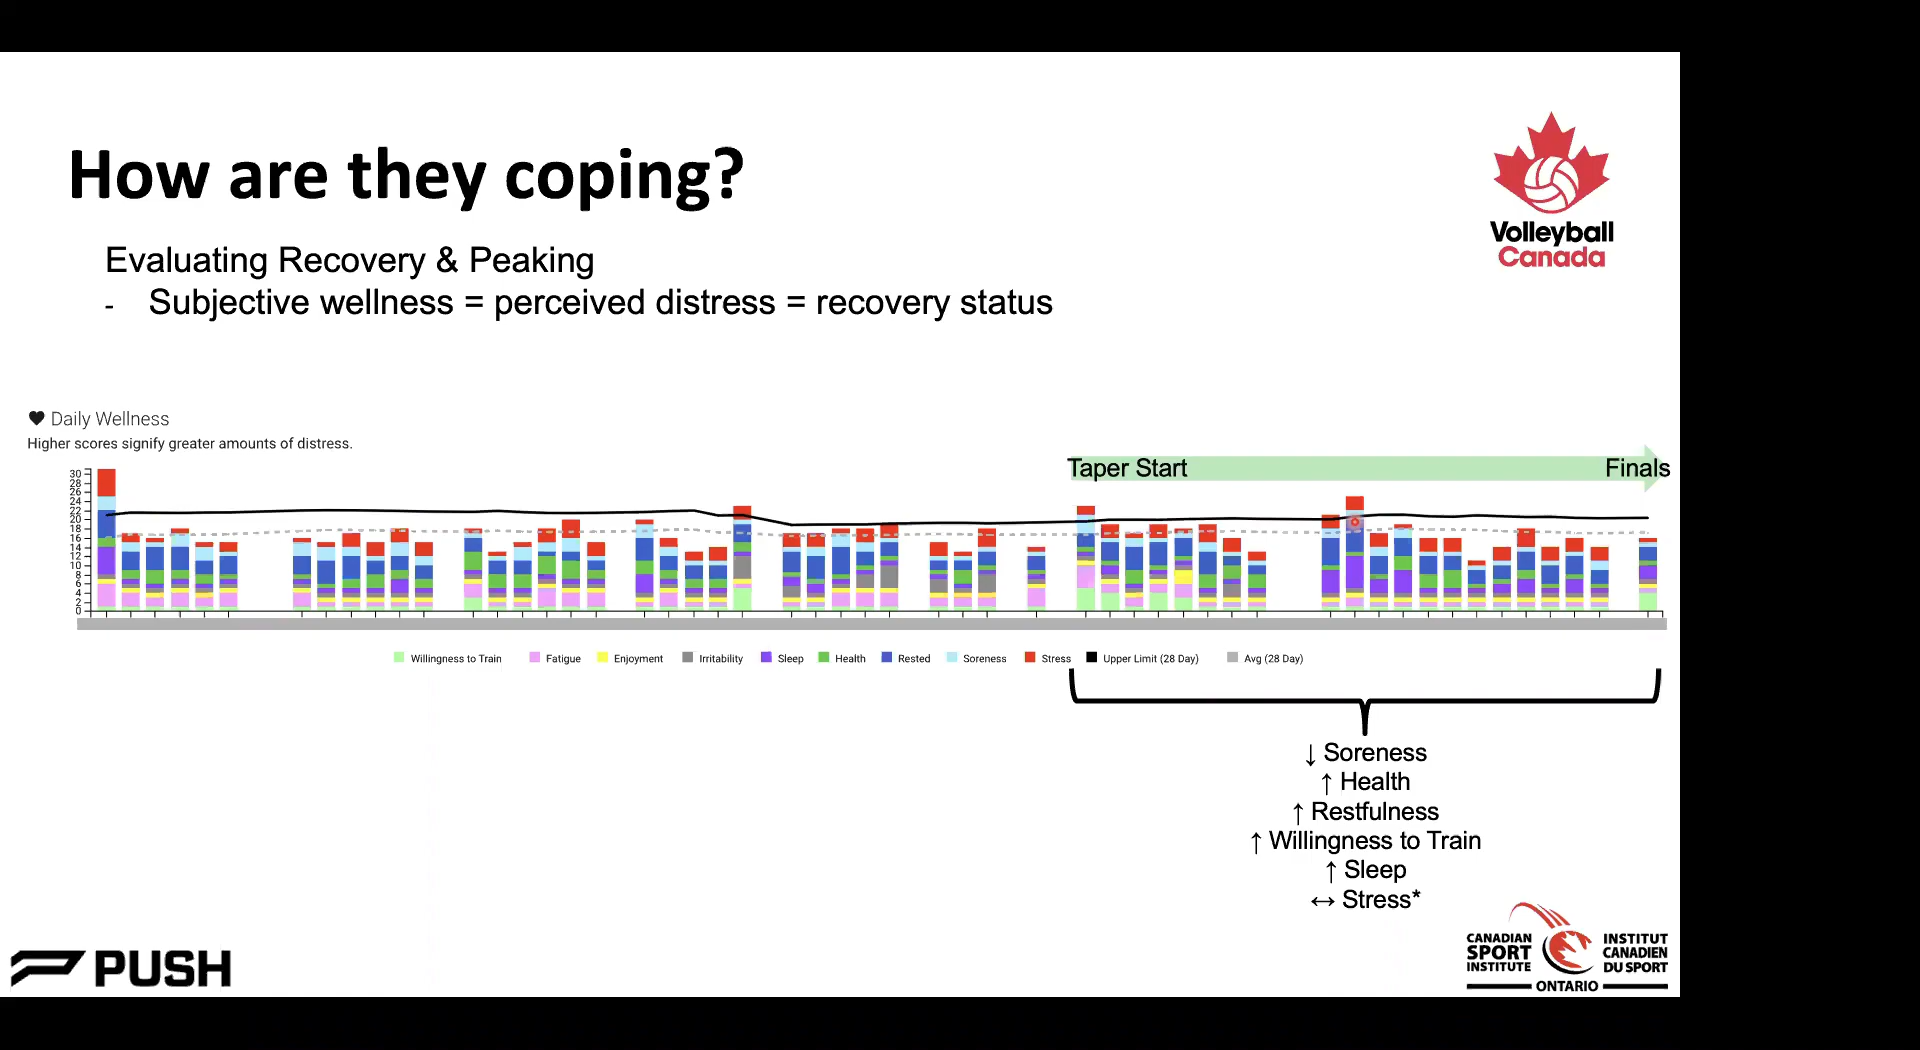 How are they coping?
Volleyball
Canada
Evaluating Recovery & Peaking
- Subjective wellness = perceived distress = recovery status
Daily Wellness
Higher scores signify greater amounts of distress.
Taper Start
Finals
30
28
26
24
22
20
18
16
14
12
10
8
6
4
2
0
Willingness to Train Fatigue Enjoyment Irritability Sleep Health Rested Soreness Stress Upper Limit (28 Day) Avg (28 Day)
↓ Soreness
↑ Health
↑ Restfulness
↑ Willingness to Train
↑ Sleep
↔ Stress*
PUSH
CANADIAN
SPORT
INSTITUTE
INSTITUT
CANADIEN
DU SPORT
ONTARIO